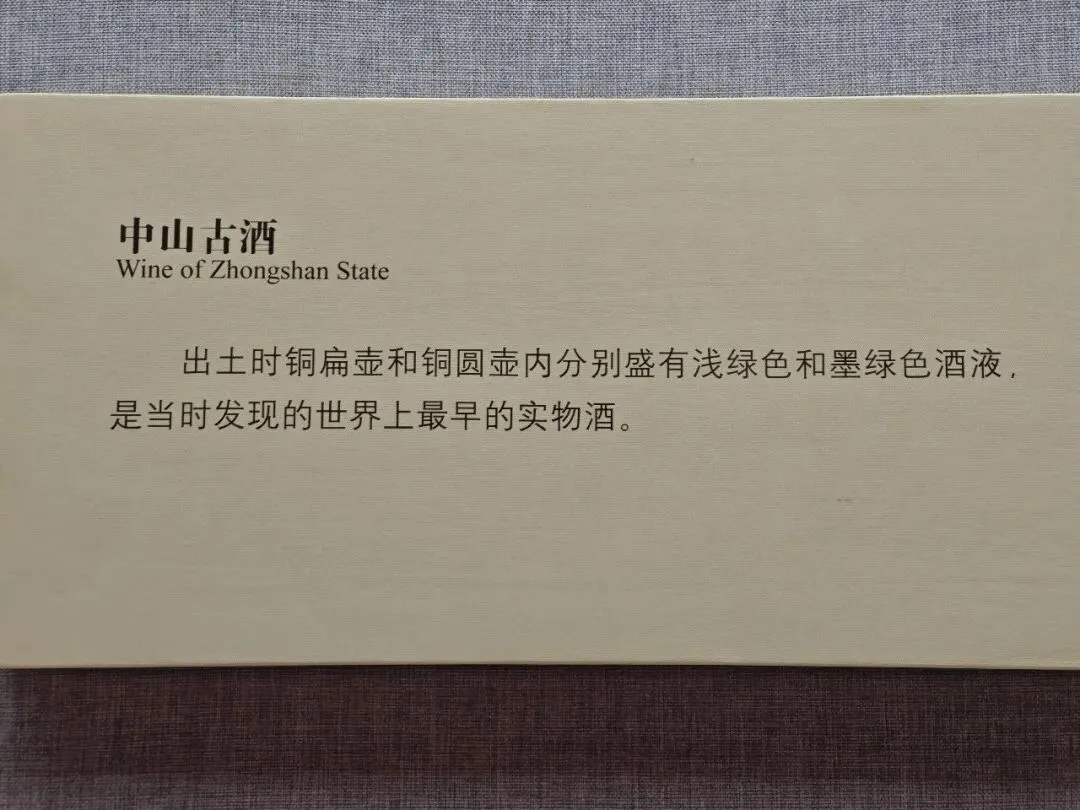 中山古酒
Wine of Zhongshan State
出土时铜扁壶和铜圆壶内分别盛有浅绿色和墨绿色酒液，
是当时发现的世界上最早的实物酒。